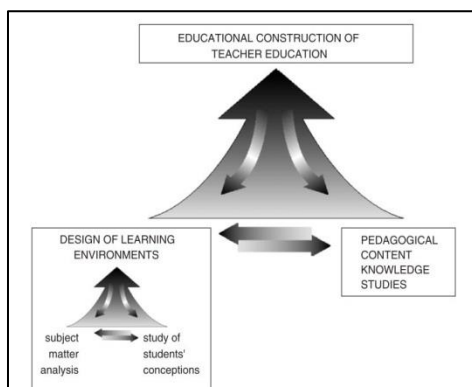 EDUCATIONAL CONSTRUCTION OF
TEACHER EDUCATION
DESIGN OF LEARNING
ENVIRONMENTS
subject
matter
analysis
study of
students'
conceptions
PEDAGOGICAL
CONTENT
KNOWLEDGE
STUDIES